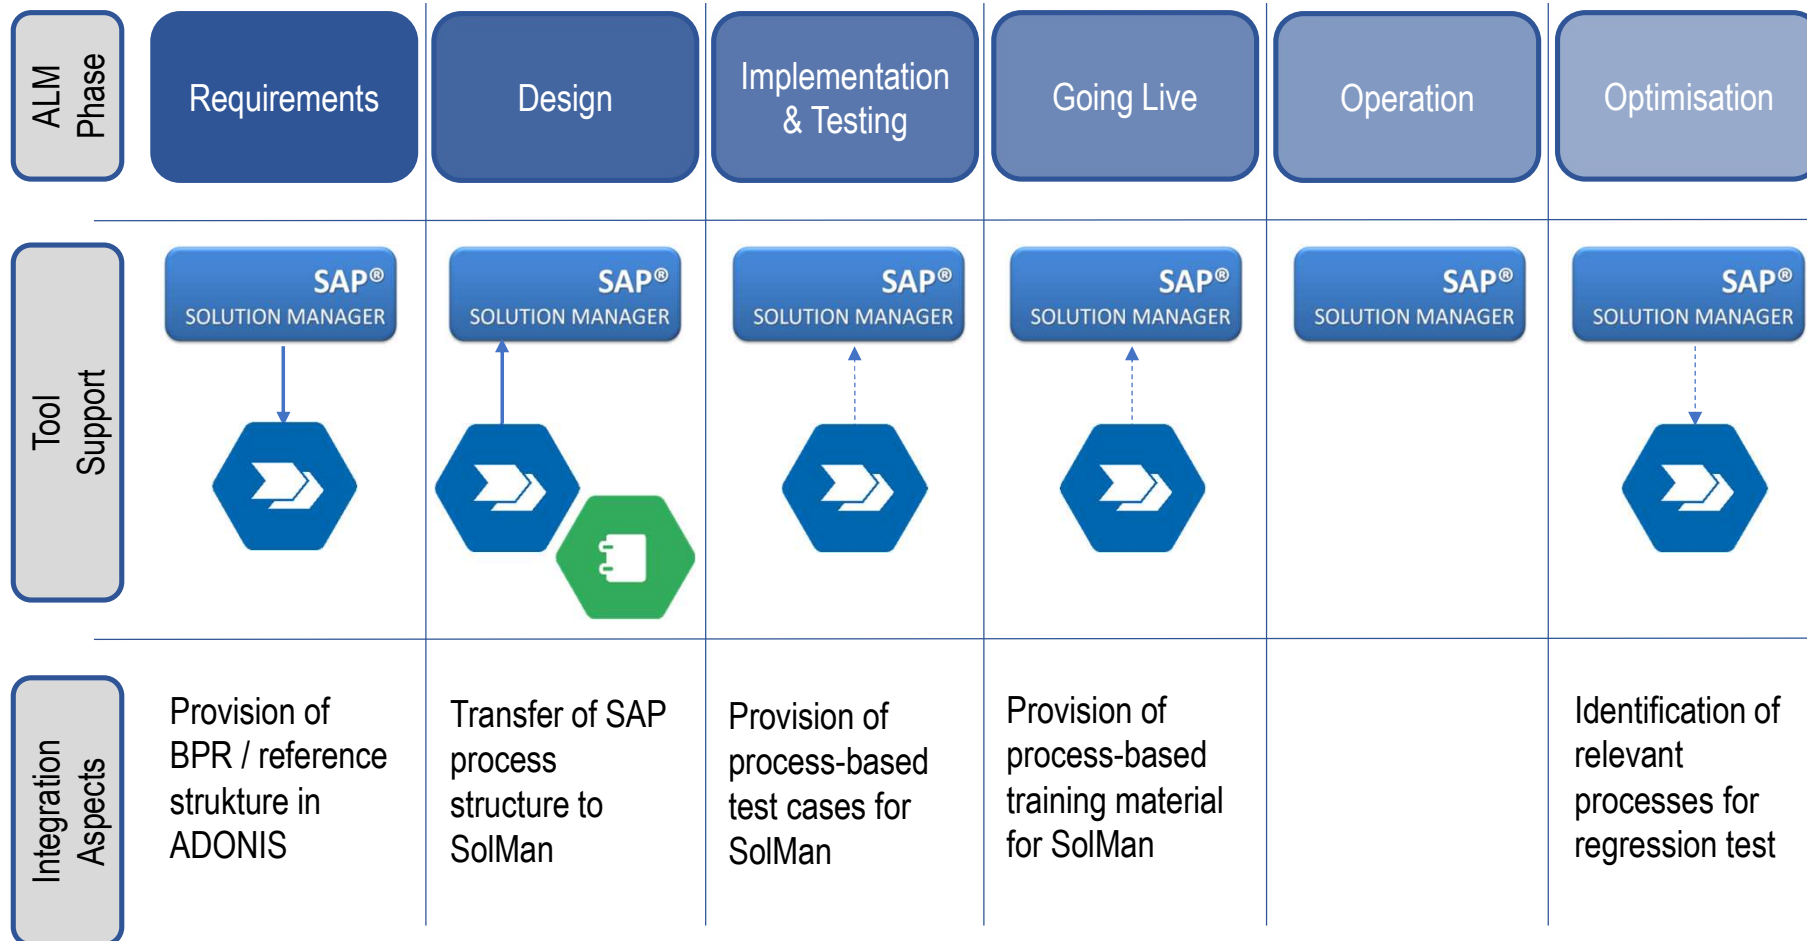 ALM
Phase
Requirements
Design
Implementation
& Testing
Going Live
Operation
Optimisation
Tool
Support
SAP®
SOLUTION MANAGER
SAP®
SOLUTION MANAGER
SAP®
SOLUTION MANAGER
SAP®
SOLUTION MANAGER
SAP®
SOLUTION MANAGER
SAP®
SOLUTION MANAGER
Integration
Aspects
Provision of
BPR / reference
strukture in
ADONIS
Transfer of SAP
process
structure to
SolMan
Provision of
process-based
test cases for
SolMan
Provision of
process-based
training material
for SolMan
Identification of
relevant
processes for
regression test